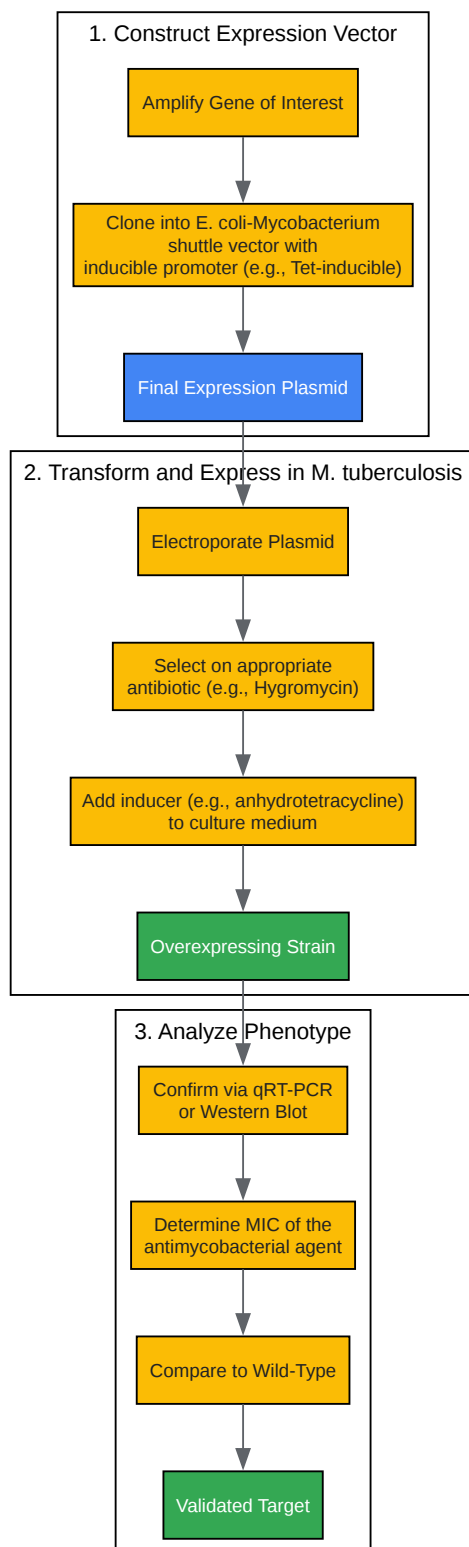 1. Construct Expression Vector
Amplify Gene of Interest
Clone into E. coli-Mycobacterium
shuttle vector with
inducible promoter (e.g., Tet-inducible)
Final Expression Plasmid
2. Transform and Express in M. tuberculosis
Electroporate Plasmid
Select on appropriate
antibiotic (e.g., Hygromycin)
Add inducer (e.g., anhydrotetracycline)
to culture medium
Overexpressing Strain
3. Analyze Phenotype
Confirm via qRT-PCR
or Western Blot
Determine MIC of the
antimycobacterial agent
Compare to Wild-Type
Validated Target